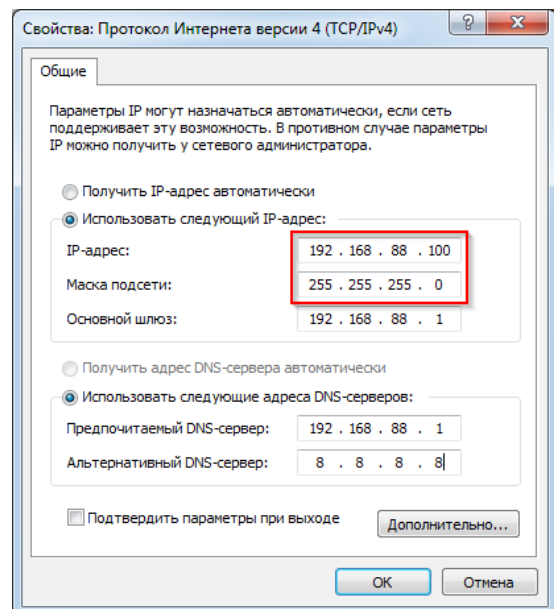 Свойства: Протокол Интернета версии 4 (TCP/IPv4)
Общие
Параметры IP могут назначаться автоматически, если сеть
поддерживает эту возможность. В противном случае параметры
IP можно получить у сетевого администратора.
Получить IP-адрес автоматически
Использовать следующий IP-адрес:
IP-адрес: 192 . 168 . 88 . 100
Маска подсети: 255 . 255 . 255 . 0
Основной шлюз: 192 . 168 . 88 . 1
Получить адрес DNS-сервера автоматически
Использовать следующие адреса DNS-серверов:
Предпочитаемый DNS-сервер: 192 . 168 . 88 . 1
Альтернативный DNS-сервер: 8 . 8 . 8 . 8
Подтвердить параметры при выходе
Дополнительно...
ОК Отмена